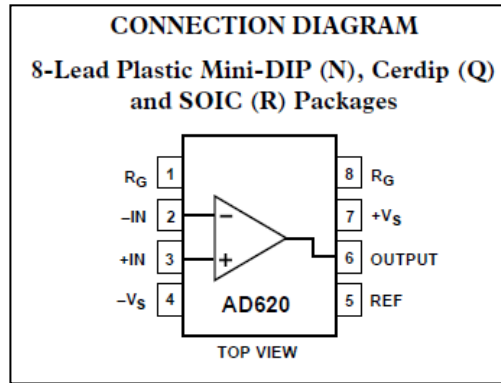 CONNECTION DIAGRAM
8-Lead Plastic Mini-DIP (N), Cerdip (Q)
and SOIC (R) Packages
RG 1 8 RG
–IN 2 − 7 +VS
+IN 3 + 6 OUTPUT
–VS 4 AD620 5 REF
TOP VIEW